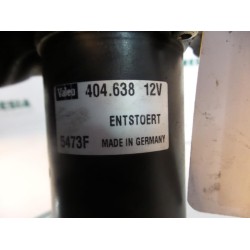 Valeo 404.638 12V
ENTSTOERT
5473F MADE IN GERMANY